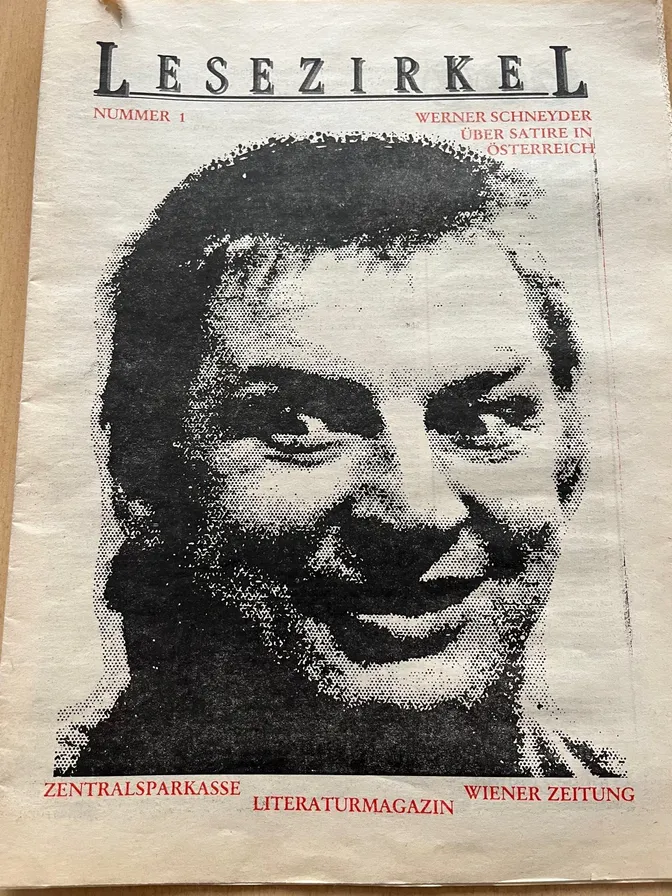 LESEZIRKEL
NUMMER 1
WERNER SCHNEYDER
ÜBER SATIRE IN
ÖSTERREICH
ZENTRALSPARKASSE
LITERATURMAGAZIN
WIENER ZEITUNG